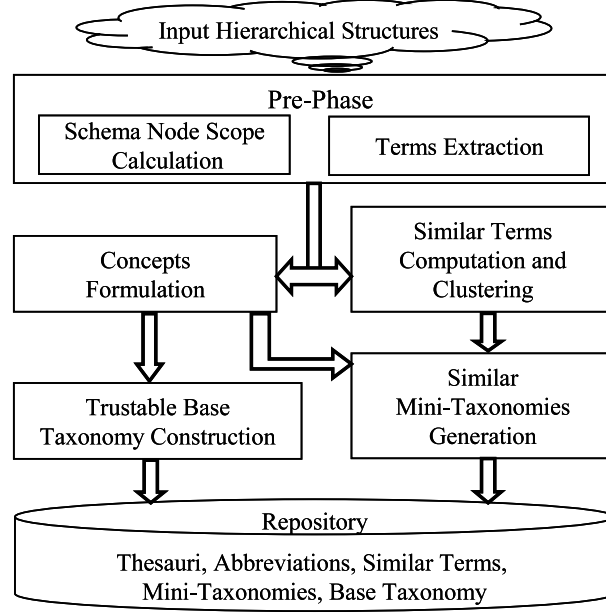 Input Hierarchical Structures
Pre-Phase
Schema Node Scope
Calculation
Terms Extraction
Concepts
Formulation
Similar Terms
Computation and
Clustering
Trustable Base
Taxonomy Construction
Similar
Mini-Taxonomies
Generation
Repository
Thesauri, Abbreviations, Similar Terms,
Mini-Taxonomies, Base Taxonomy